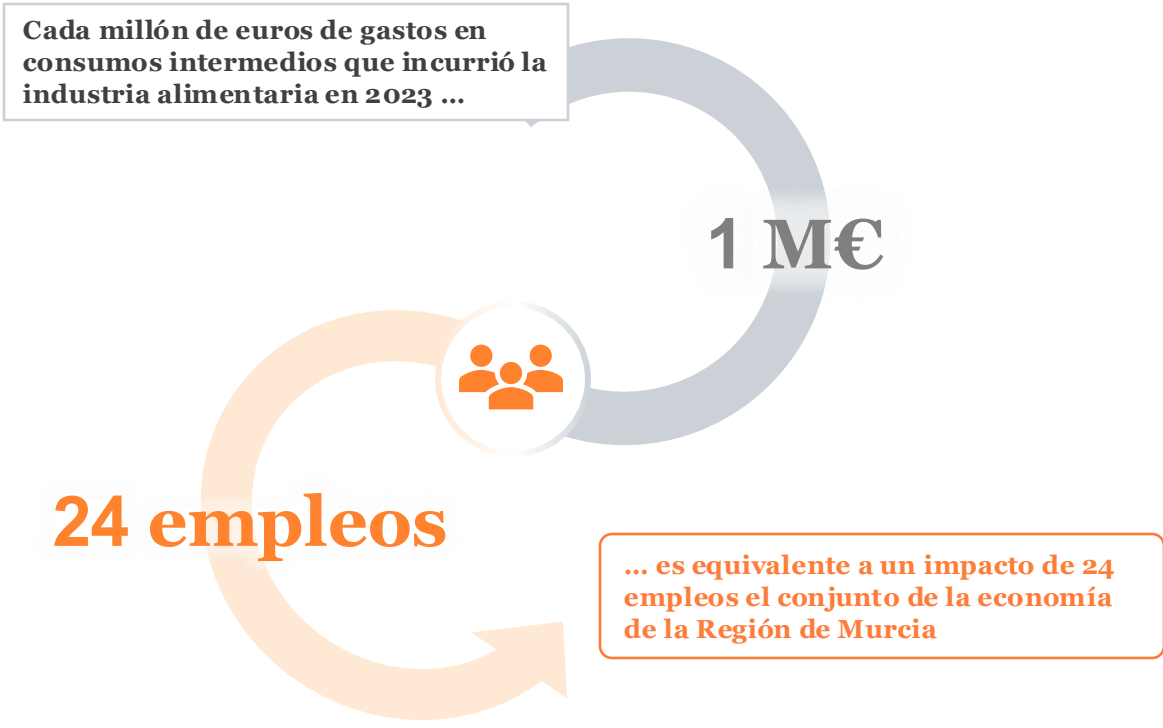 Cada millón de euros de gastos en
consumos intermedios que incurrió la
industria alimentaria en 2023 ...
1 M€
24 empleos
... es equivalente a un impacto de 24
empleos el conjunto de la economía
de la Región de Murcia